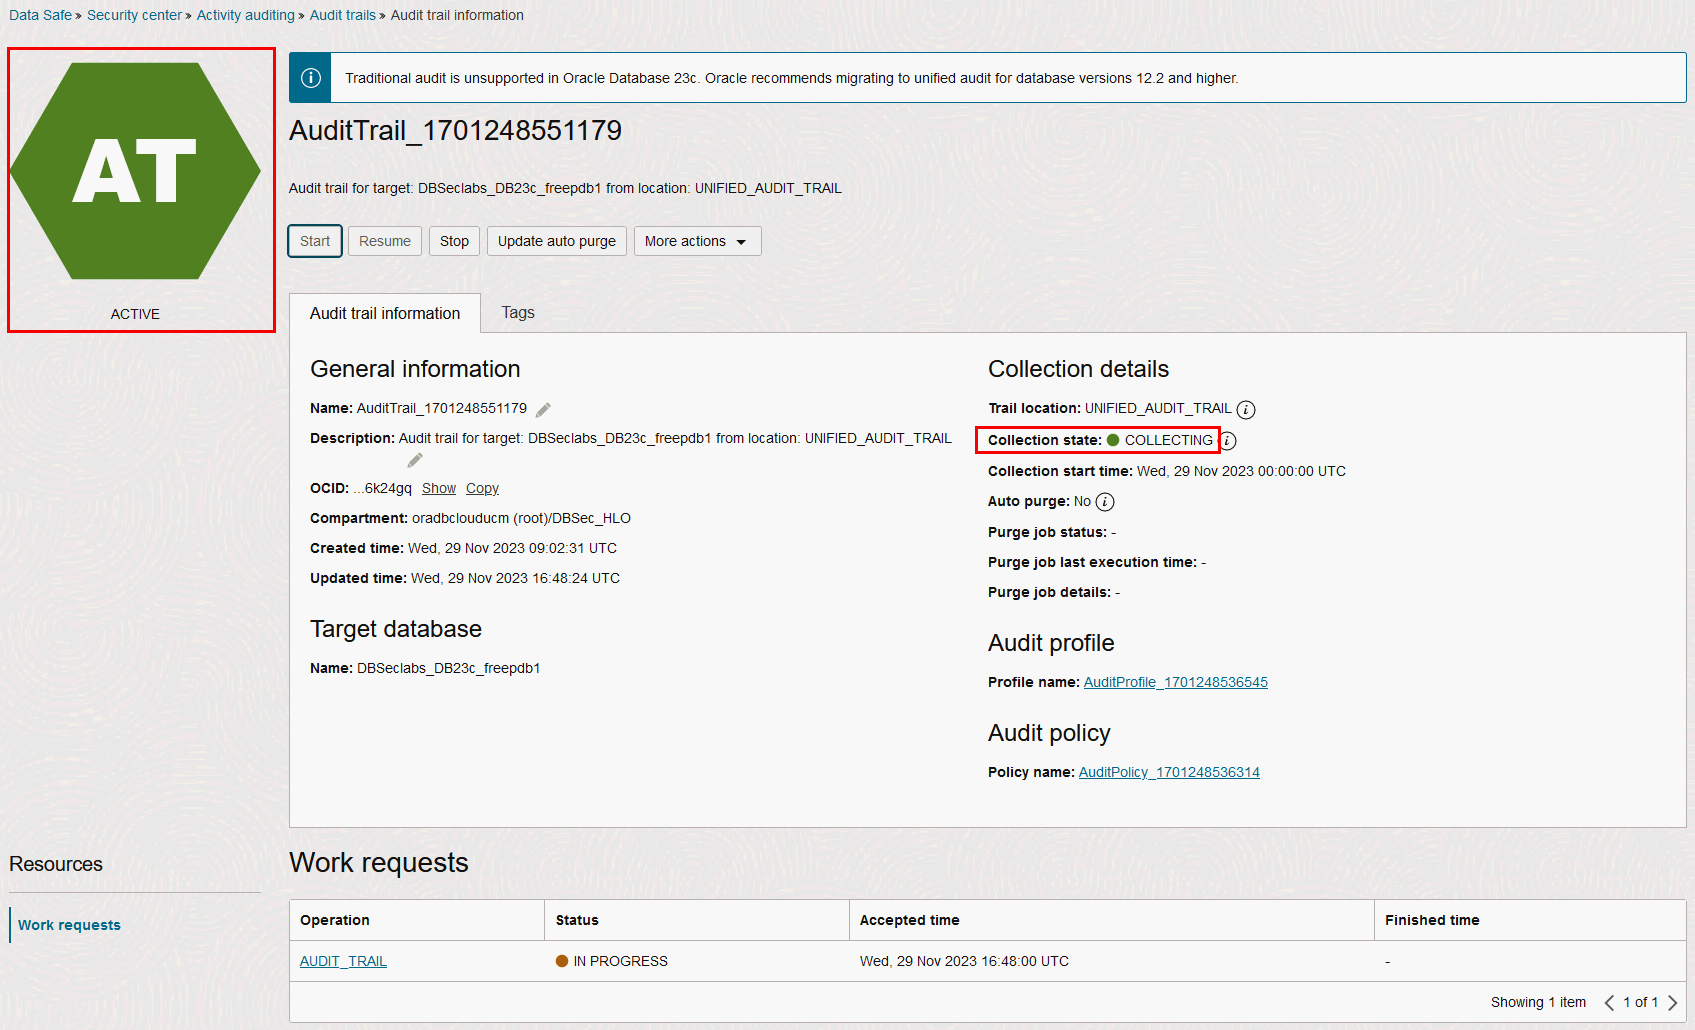 Data Safe » Security center » Activity auditing » Audit trails » Audit trail information
AT
ACTIVE
Traditional audit is unsupported in Oracle Database 23c. Oracle recommends migrating to unified audit for database versions 12.2 and higher.
AuditTrail_1701248551179
Audit trail for target: DBSeclabs_DB23c_freepdb1 from location: UNIFIED_AUDIT_TRAIL
Start Resume Stop Update auto purge More actions
Audit trail information Tags
General information
Name: AuditTrail_1701248551179
Description: Audit trail for target: DBSeclabs_DB23c_freepdb1 from location: UNIFIED_AUDIT_TRAIL
OCID: ...6k24gq Show Copy
Compartment: oradbclouducm (root)/DBSec_HLO
Created time: Wed, 29 Nov 2023 09:02:31 UTC
Updated time: Wed, 29 Nov 2023 16:48:24 UTC
Target database
Name: DBSeclabs_DB23c_freepdb1
Collection details
Trail location: UNIFIED_AUDIT_TRAIL
Collection state: COLLECTING
Collection start time: Wed, 29 Nov 2023 00:00:00 UTC
Auto purge: No
Purge job status: -
Purge job last execution time: -
Purge job details: -
Audit profile
Profile name: AuditProfile_1701248536545
Audit policy
Policy name: AuditPolicy_1701248536314
Resources
Work requests
Work requests
Operation Status Accepted time Finished time
AUDIT_TRAIL IN PROGRESS Wed, 29 Nov 2023 16:48:00 UTC -
Showing 1 item < 1 of 1 >